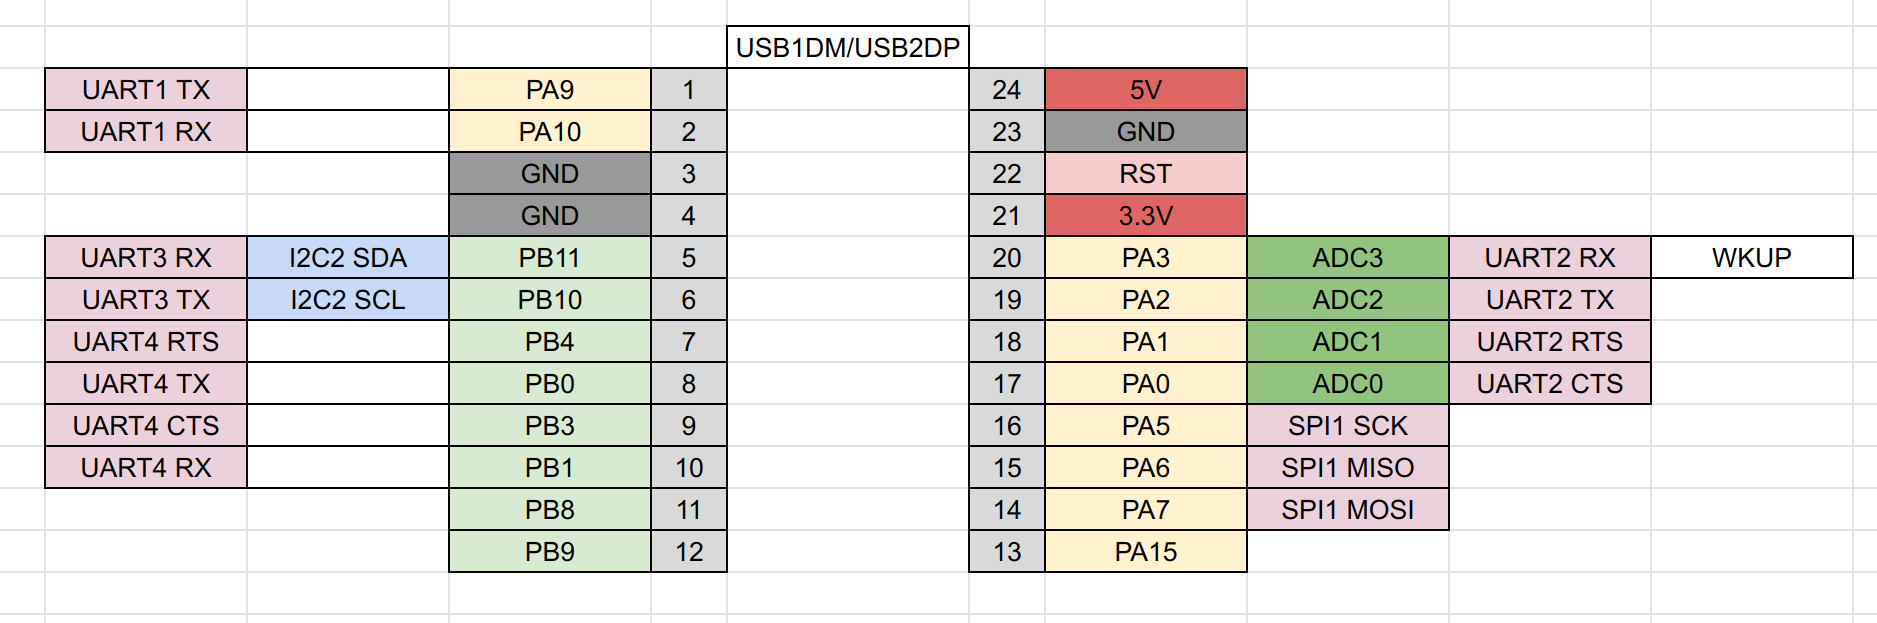 USB1DM/USB2DP
UART1 TX PA9 1 24 5V
UART1 RX PA10 2 23 GND
GND 3 22 RST
GND 4 21 3.3V
UART3 RX I2C2 SDA PB11 5 20 PA3 ADC3 UART2 RX WKUP
UART3 TX I2C2 SCL PB10 6 19 PA2 ADC2 UART2 TX
UART4 RTS PB4 7 18 PA1 ADC1 UART2 RTS
UART4 TX PB0 8 17 PA0 ADC0 UART2 CTS
UART4 CTS PB3 9 16 PA5 SPI1 SCK
UART4 RX PB1 10 15 PA6 SPI1 MISO
PB8 11 14 PA7 SPI1 MOSI
PB9 12 13 PA15